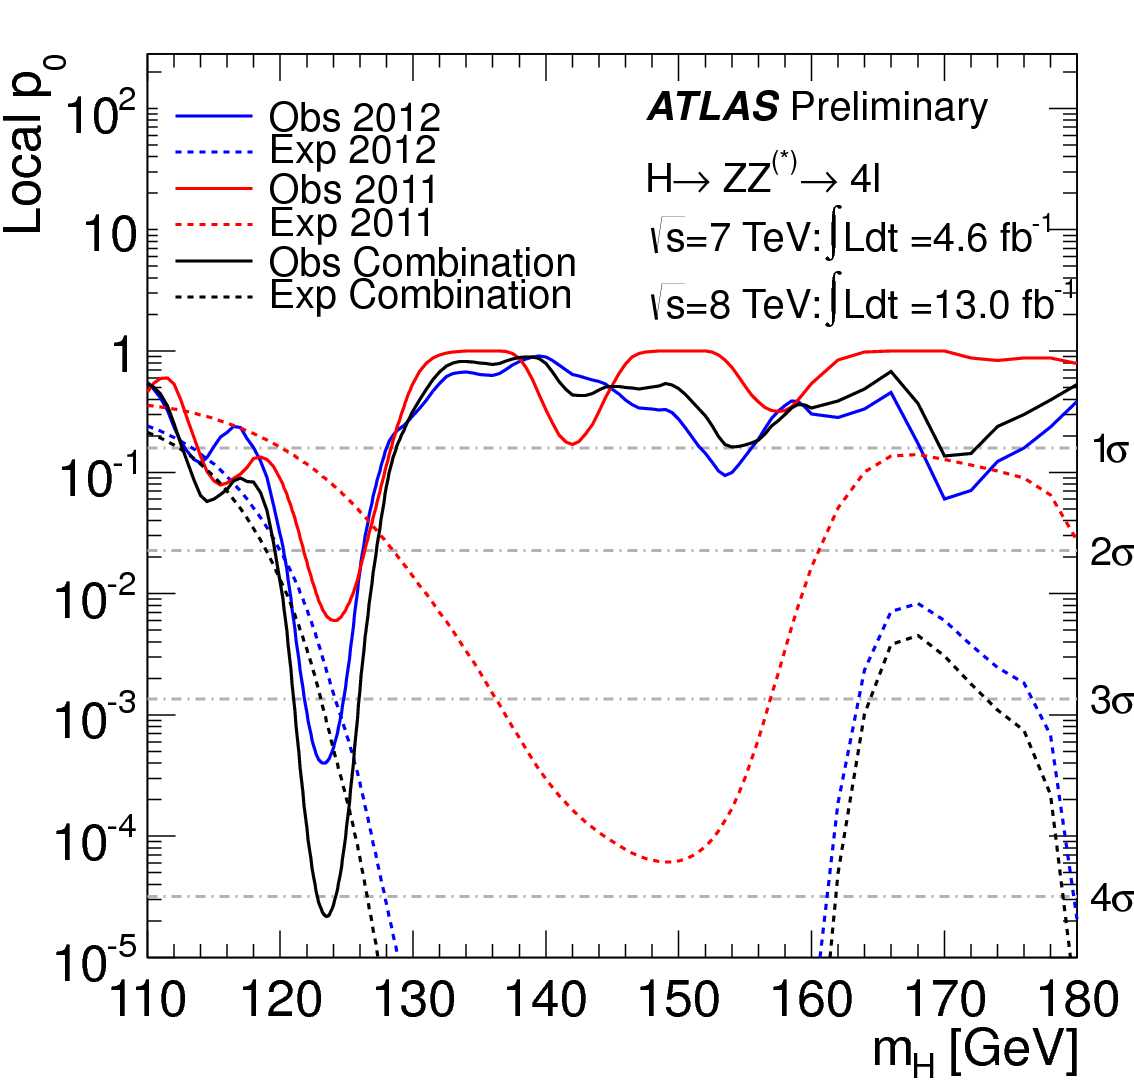 Local p0
10^2
10
1
10^-1
10^-2
10^-3
10^-4
10^-5
Obs 2012
Exp 2012
Obs 2011
Exp 2011
Obs Combination
Exp Combination
ATLAS Preliminary
H→ ZZ(*)→ 4l
√s=7 TeV:∫Ldt =4.6 fb^-1
√s=8 TeV:∫Ldt =13.0 fb^-1
1σ
2σ
3σ
4σ
110 120 130 140 150 160 170 180
mH [GeV]